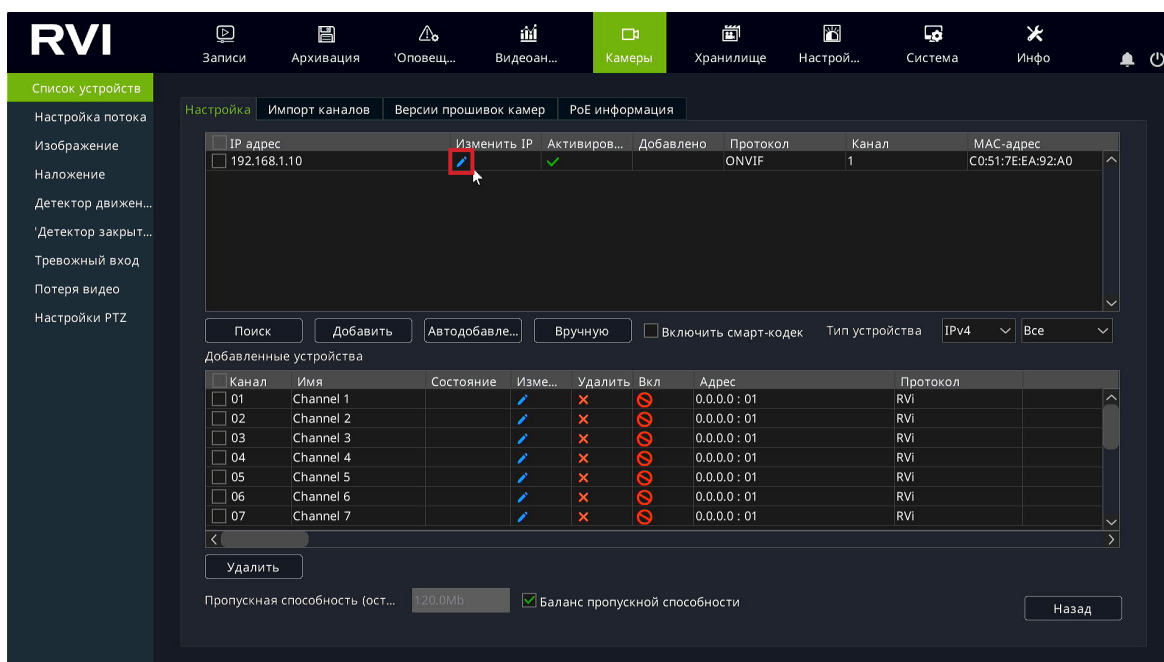 RVI
Записи
Архивация
'Оповещ...
Видеоан...
Камеры
Хранилище
Настрой...
Система
Инфо
Список устройств
Настройка потока
Изображение
Наложение
Детектор движен...
'Детектор закрыт...
Тревожный вход
Потеря видео
Настройки PTZ
Настройка Импорт каналов Версии прошивок камер PoE информация
IP адрес Изменить IP Активиров... Добавлено Протокол Канал MAC-адрес
192.168.1.10 ONVIF 1 C0:51:7E:EA:92:A0
Поиск Добавить Автодобавле... Вручную Включить смарт-кодек Тип устройства IPv4 Все
Добавленные устройства
Канал Имя Состояние Изме... Удалить Вкл Адрес Протокол
01 Channel 1 0.0.0.0 : 01 RVi
02 Channel 2 0.0.0.0 : 01 RVi
03 Channel 3 0.0.0.0 : 01 RVi
04 Channel 4 0.0.0.0 : 01 RVi
05 Channel 5 0.0.0.0 : 01 RVi
06 Channel 6 0.0.0.0 : 01 RVi
07 Channel 7 0.0.0.0 : 01 RVi
Удалить
Пропускная способность (ост... 120.0Mb Баланс пропускной способности
Назад